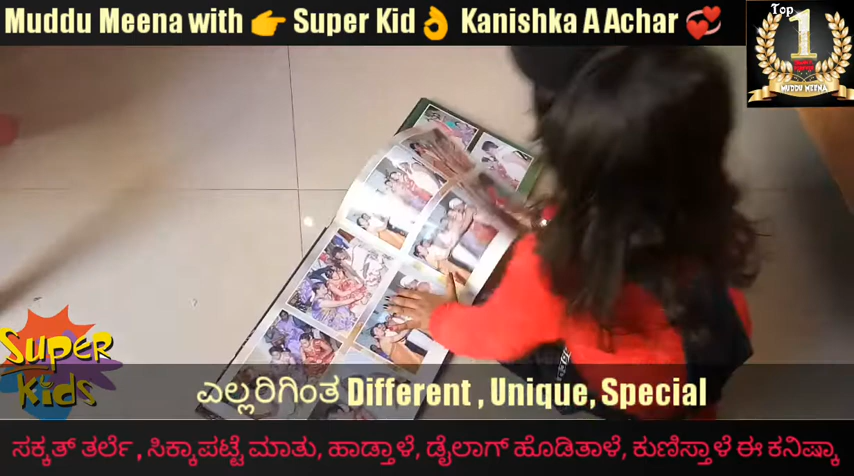 Muddu Meena with 👉 Super Kid👌 Kanishka A Achar 💞
Top
1
MUDDU MEENA
SUPER
KiDS
ಎಲ್ಲರಿಗಿಂತ Different , Unique, Special
ಸಕ್ಕತ್ ತರ್ಲೆ, ಸಿಕ್ಕಾಪಟ್ಟೆ ಮಾತು, ಹಾಡ್ತಾಳೆ, ಡೈಲಾಗ್ ಹೊಡಿತಾಳೆ, ಕುಣಿಸ್ತಾಳೆ ಈ ಕನಿಷ್ಕಾ